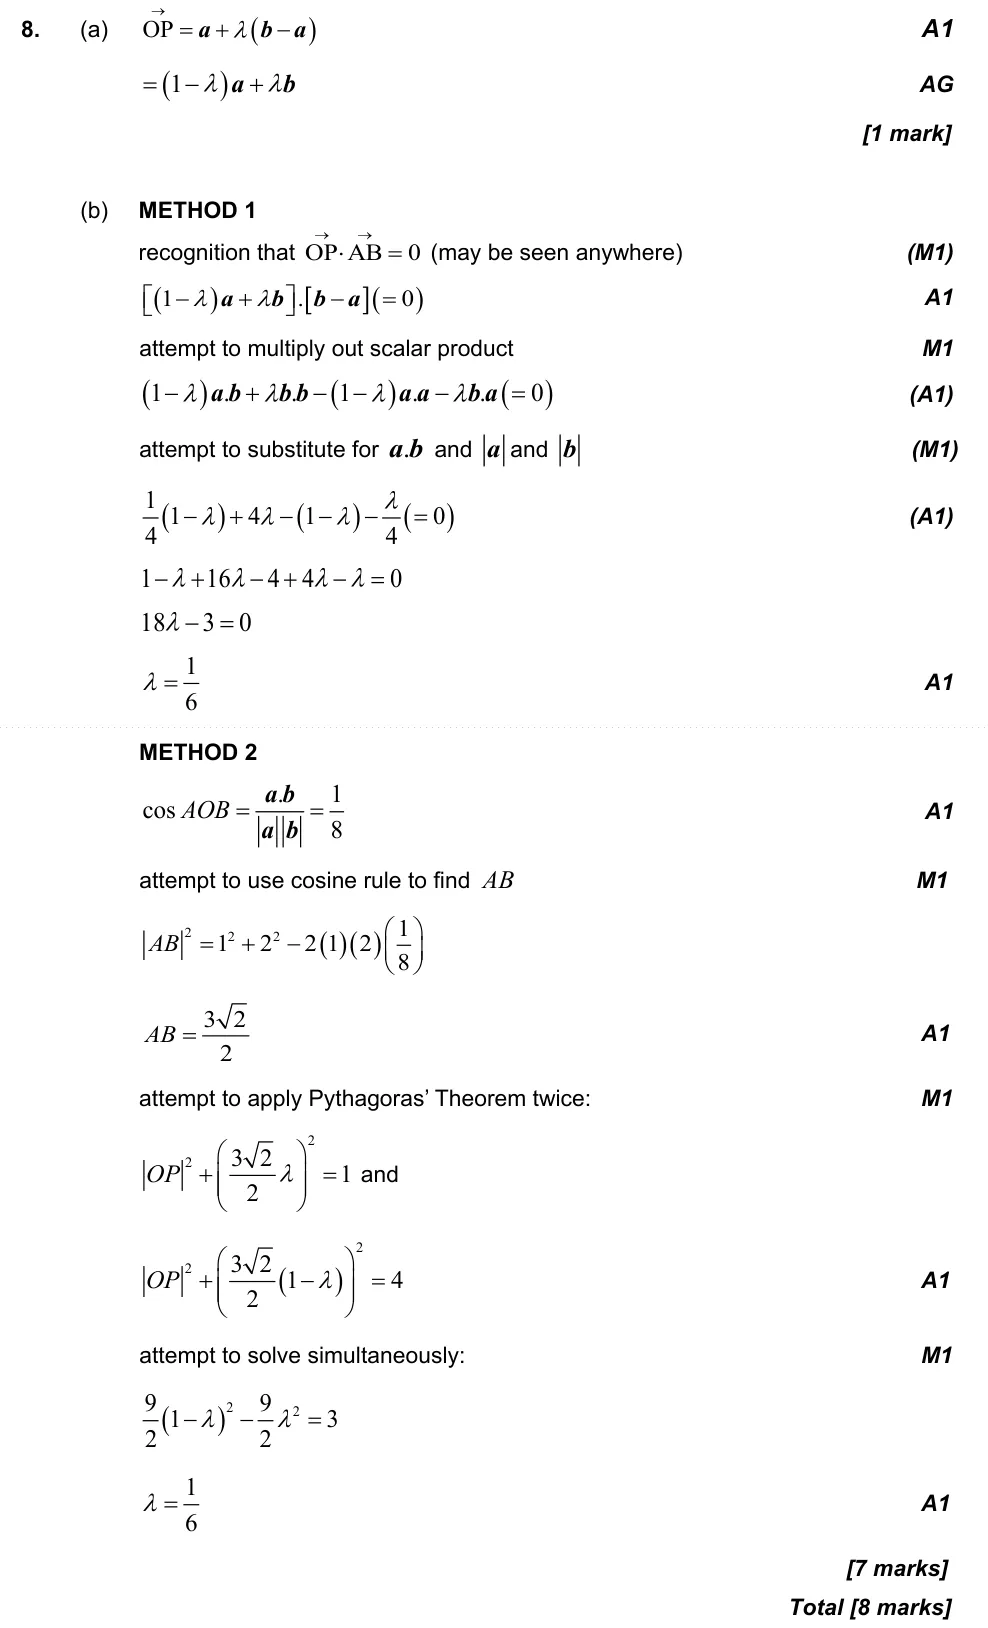 8. (a) →OP = a + λ(b − a) A1
= (1 − λ)a + λb AG
[1 mark]
(b) METHOD 1
recognition that →OP · →AB = 0 (may be seen anywhere) (M1)
[(1 − λ)a + λb].[b − a](= 0) A1
attempt to multiply out scalar product M1
(1 − λ)a.b + λb.b − (1 − λ)a.a − λb.a (= 0) (A1)
attempt to substitute for a.b and |a| and |b| (M1)
1/4(1 − λ) + 4λ − (1 − λ) − λ/4 (= 0) (A1)
1 − λ + 16λ − 4 + 4λ − λ = 0
18λ − 3 = 0
λ = 1/6 A1
METHOD 2
cos AOB = a.b/|a||b| = 1/8 A1
attempt to use cosine rule to find AB M1
|AB|² = 1² + 2² − 2(1)(2)(1/8)
AB = 3√2/2 A1
attempt to apply Pythagoras’ Theorem twice: M1
|OP|² + (3√2/2 λ)² = 1 and
|OP|² + (3√2/2 (1 − λ))² = 4 A1
attempt to solve simultaneously: M1
9/2(1 − λ)² − 9/2 λ² = 3
λ = 1/6 A1
[7 marks]
Total [8 marks]